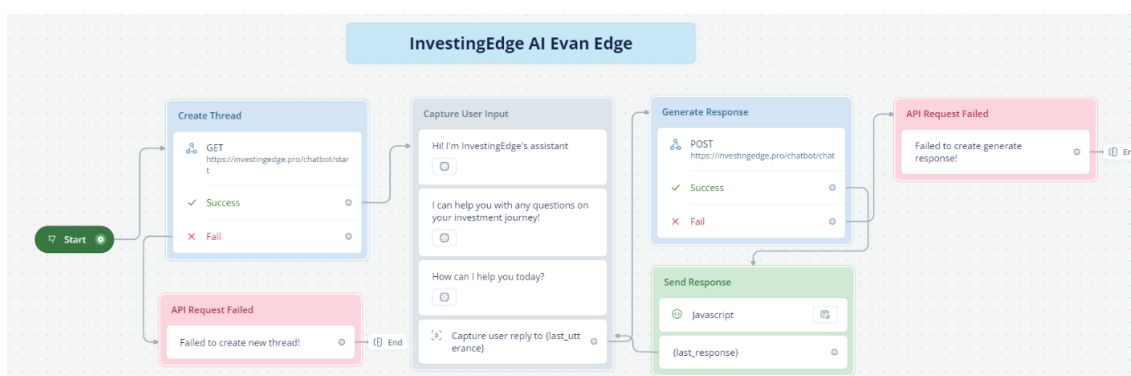 InvestingEdge AI Evan Edge
Start
Create Thread
GET
https://investingedge.pro/chatbot/star
t
Success
Fail
API Request Failed
Failed to create new thread!
End
Capture User Input
Hi! I'm InvestingEdge's assistant
I can help you with any questions on
your investment journey!
How can I help you today?
Capture user reply to {last_utt
erance}
Generate Response
POST
https://investingedge.pro/chatbot/chat
Success
Fail
Send Response
Javascript
{last_response}
API Request Failed
Failed to create generate
response!